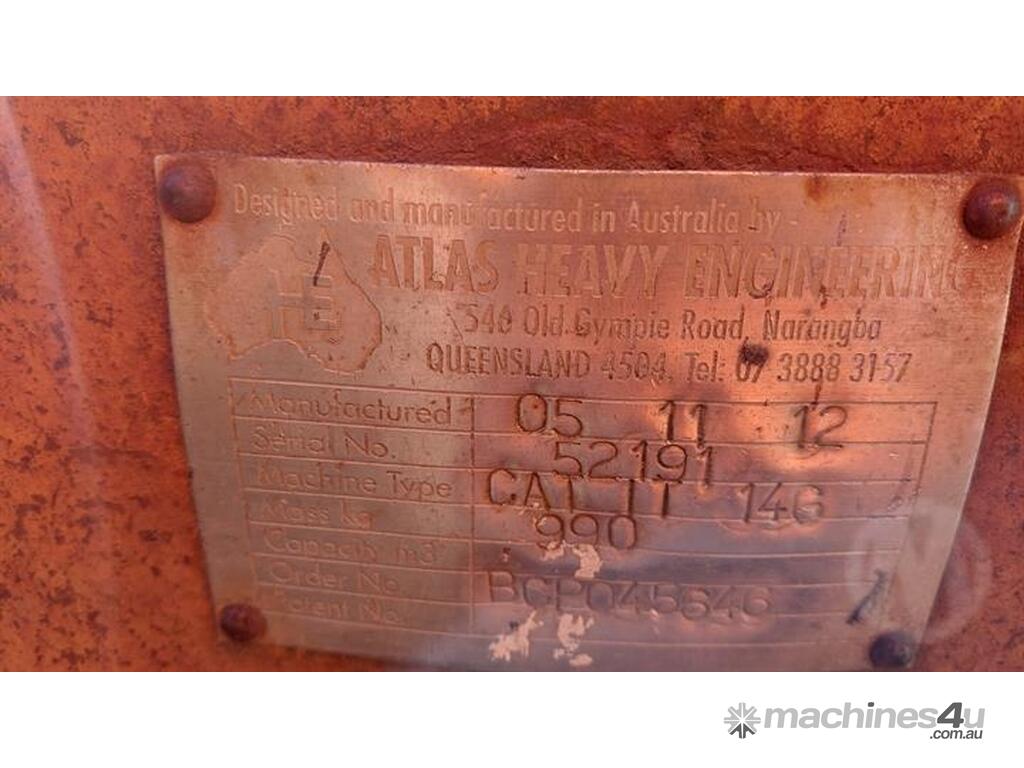 Designed and manufactured in Australia by -
HE
ATLAS HEAVY ENGINEERING
540 Old Gympie Road, Narangba
QUEENSLAND 4504. Tel: 07 3888 3157
Manufactured 05 11 12
Serial No. 52191
Machine Type CAT IT 14G
Mass kg 990
Capacity m3
Order No. BCP045646
Patent No.
machines4u
.com.au